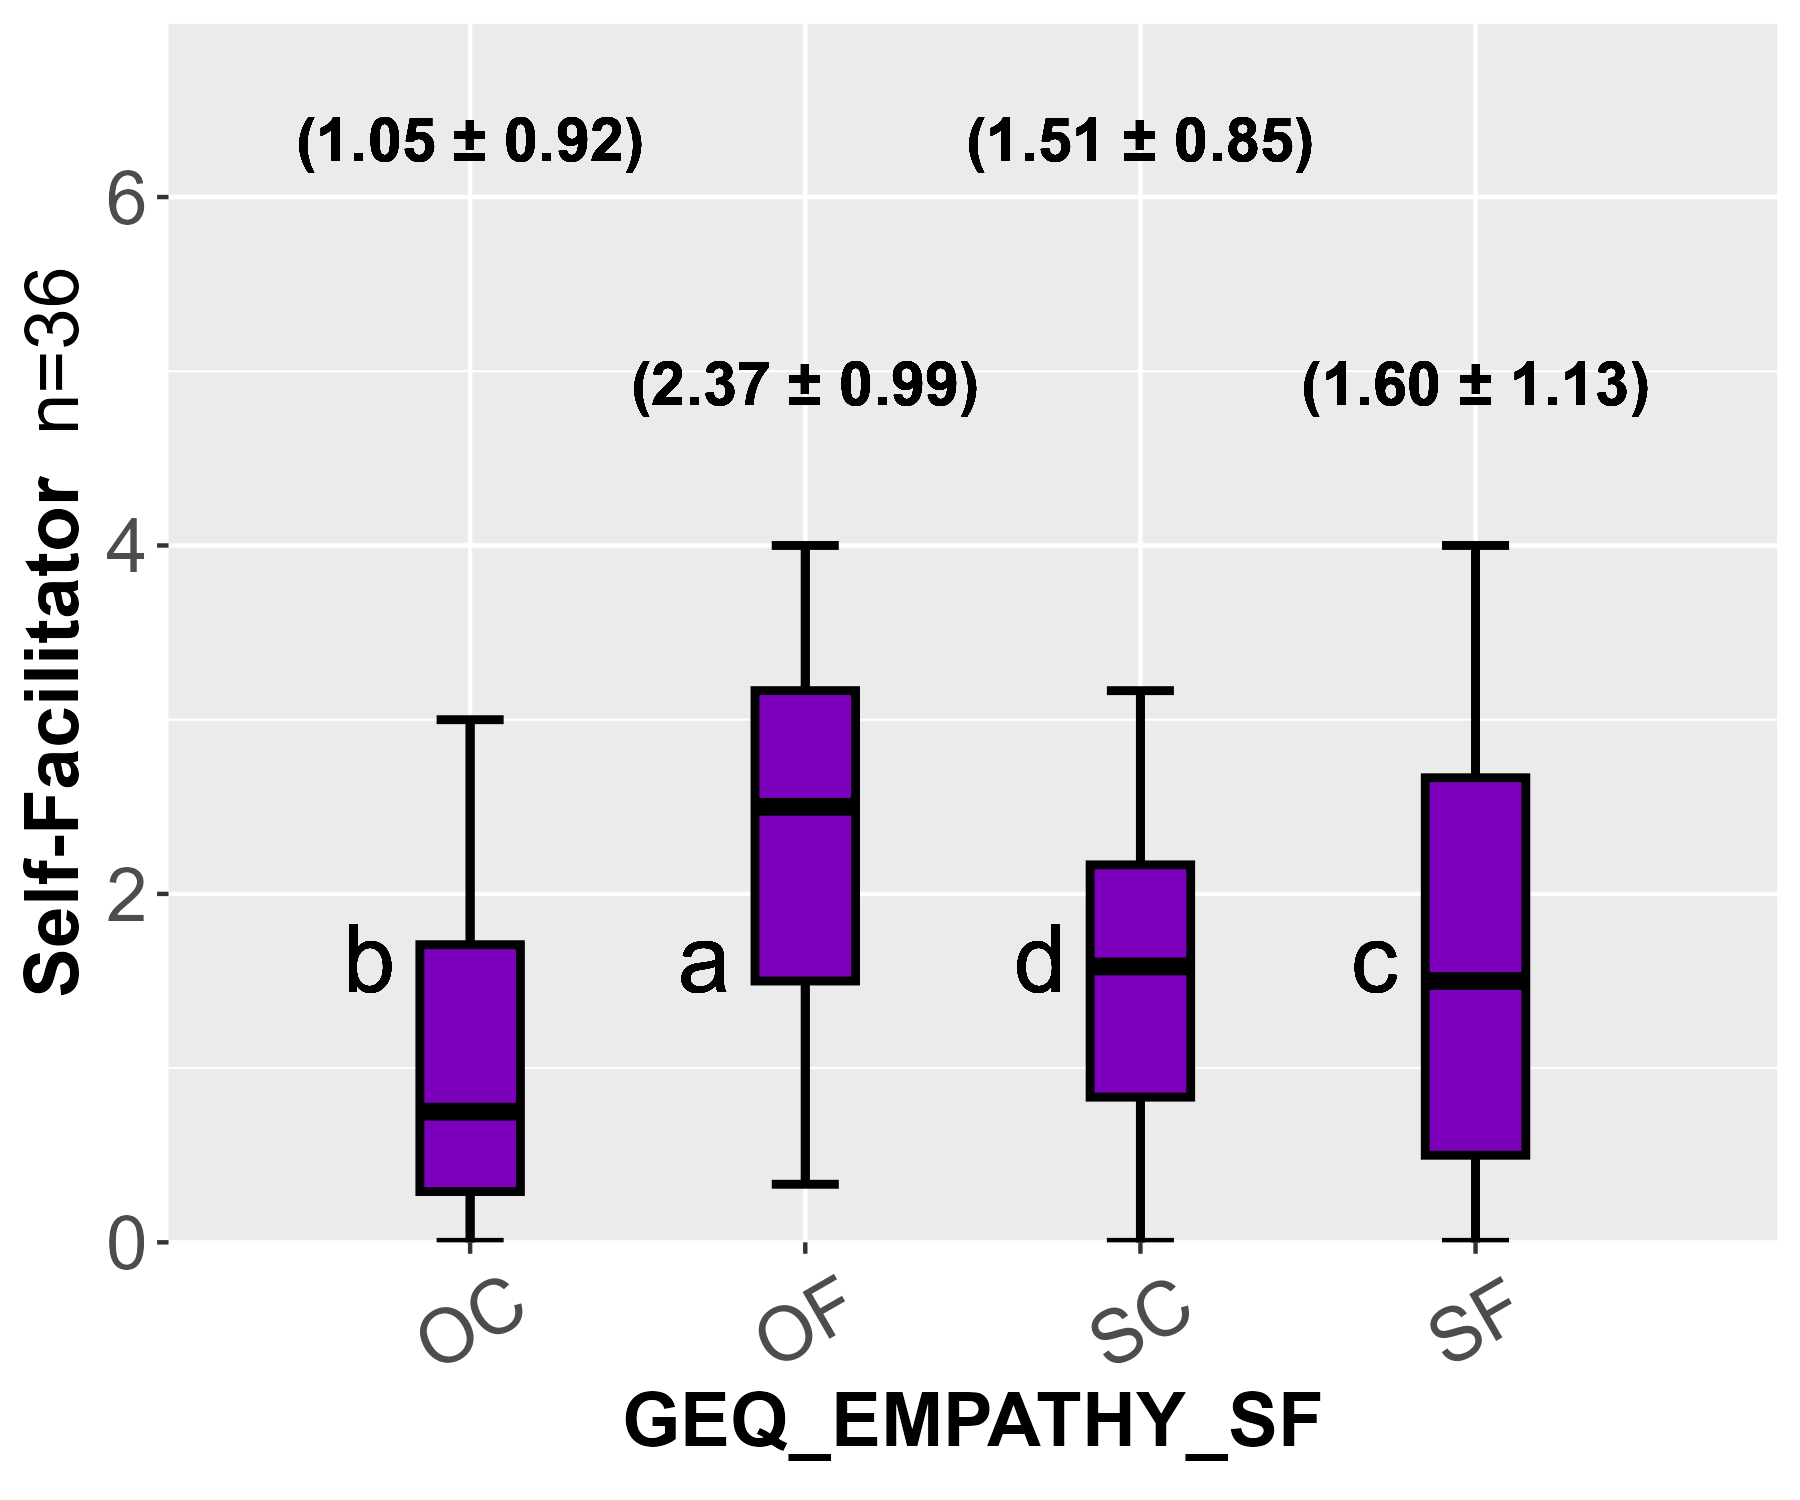 (1.05 ± 0.92)
(1.51 ± 0.85)
(2.37 ± 0.99)
(1.60 ± 1.13)
6
4
2
0
b
a
d
c
Self-Facilitator n=36
OC
OF
SC
SF
GEQ_EMPATHY_SF